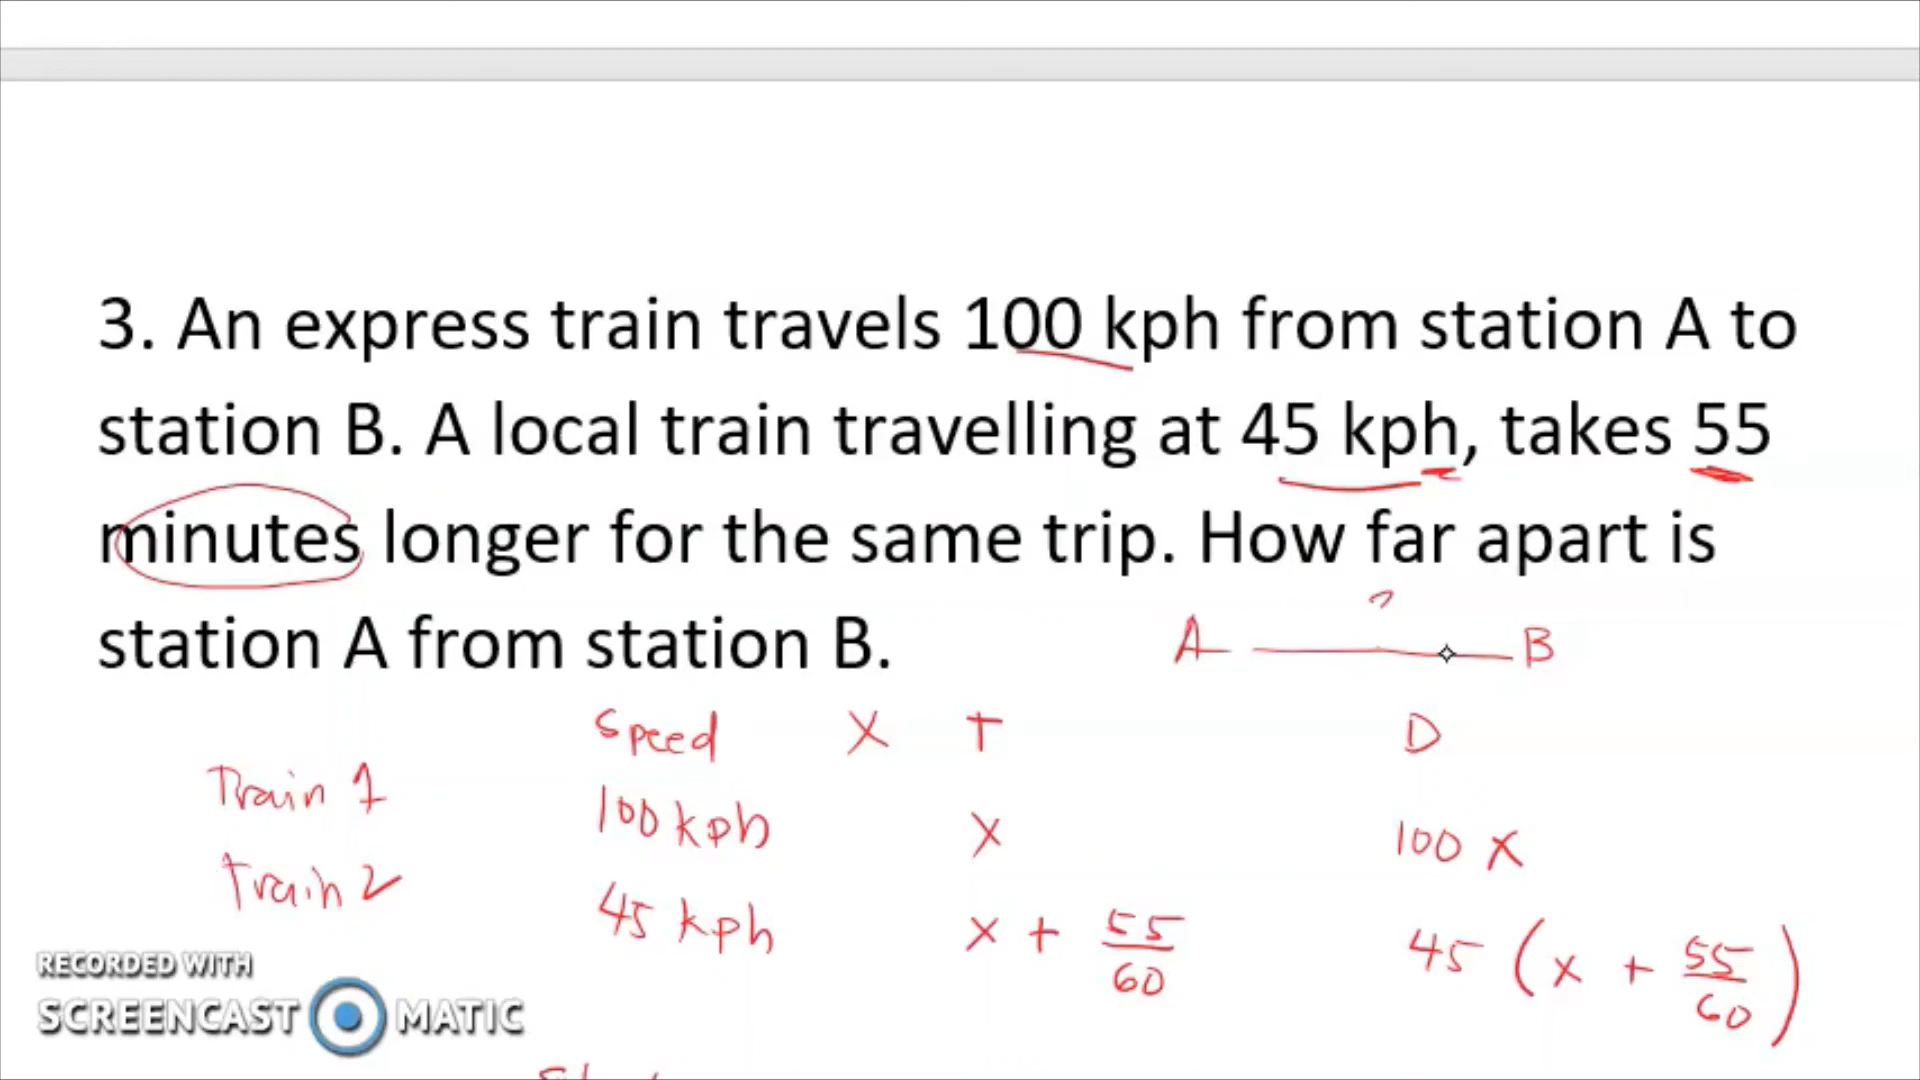 3. An express train travels 100 kph from station A to
station B. A local train travelling at 45 kph, takes 55
minutes longer for the same trip. How far apart is
station A from station B.
?
A B
Speed X T D
Train 1 100 kph x 100 x
Train 2 45 kph x + 55/60 45 (x + 55/60)
RECORDED WITH
SCREENCAST MATIC